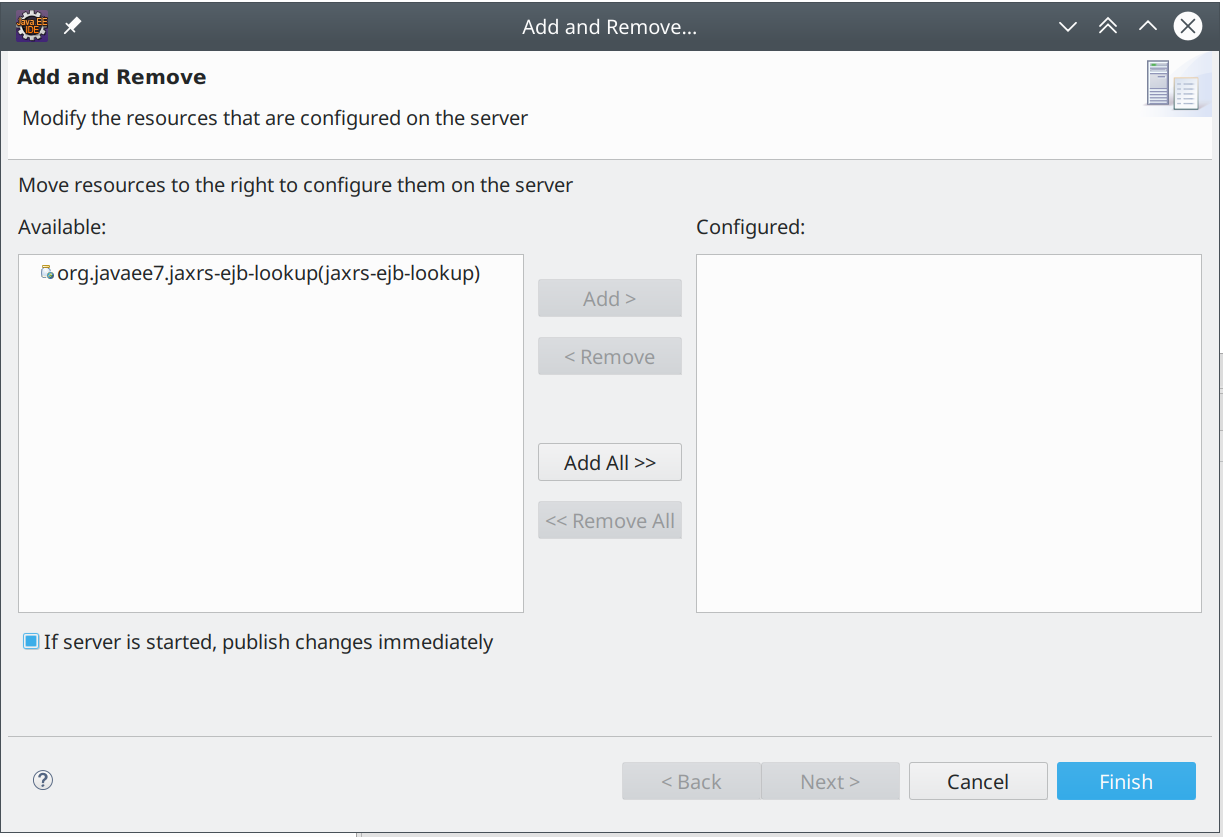 Java EE
IDE
Add and Remove...
Add and Remove
Modify the resources that are configured on the server
Move resources to the right to configure them on the server
Available:
Configured:
org.javaee7.jaxrs-ejb-lookup(jaxrs-ejb-lookup)
Add >
< Remove
Add All >>
<< Remove All
If server is started, publish changes immediately
?
< Back
Next >
Cancel
Finish